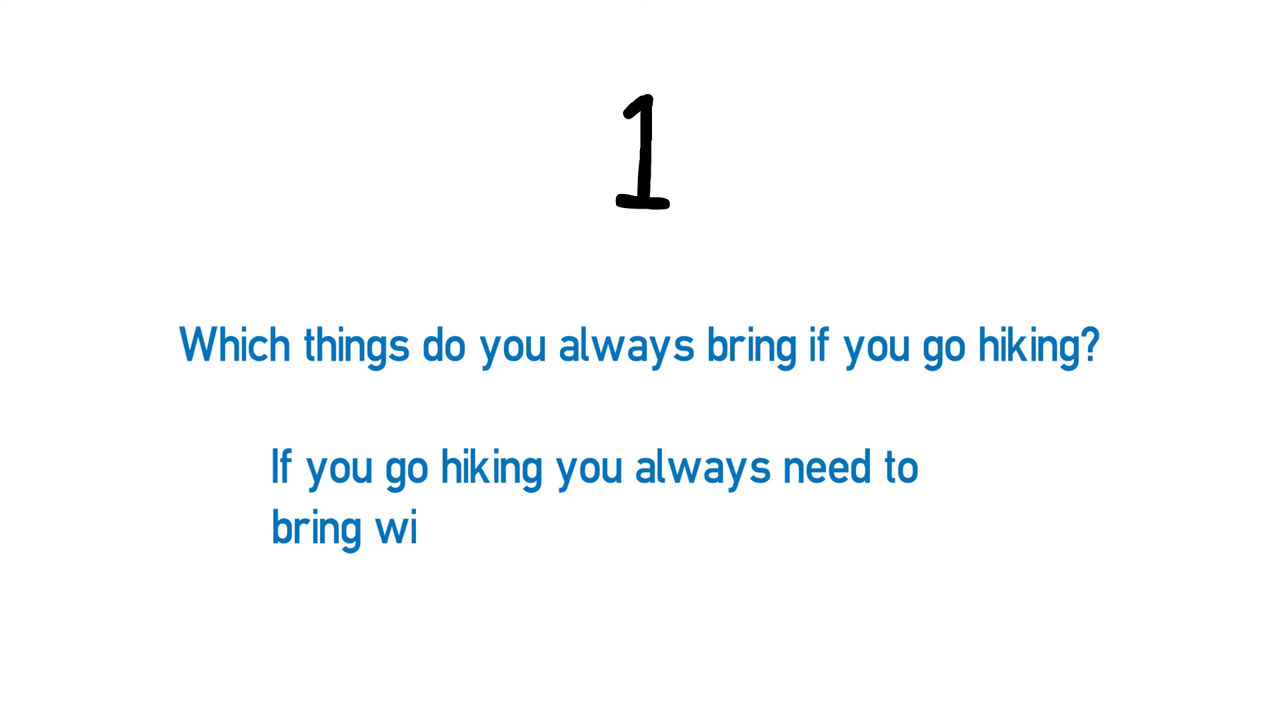 1
Which things do you always bring if you go hiking?
If you go hiking you always need to
bring wi